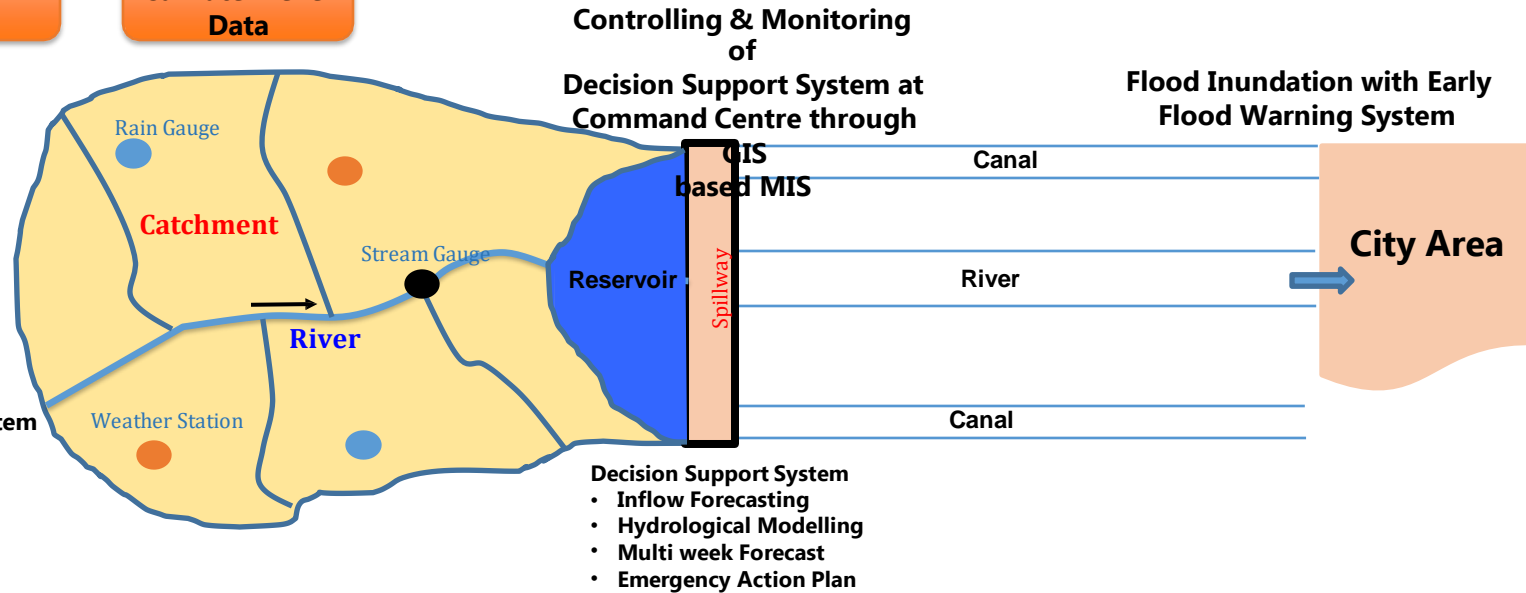 Data
Controlling & Monitoring
of
Decision Support System at
Command Centre through
GIS
based MIS
Flood Inundation with Early
Flood Warning System
Rain Gauge
Canal
Catchment
City Area
Stream Gauge
Reservoir
Spillway
River
River
Weather Station
Canal
Decision Support System
• Inflow Forecasting
• Hydrological Modelling
• Multi week Forecast
• Emergency Action Plan